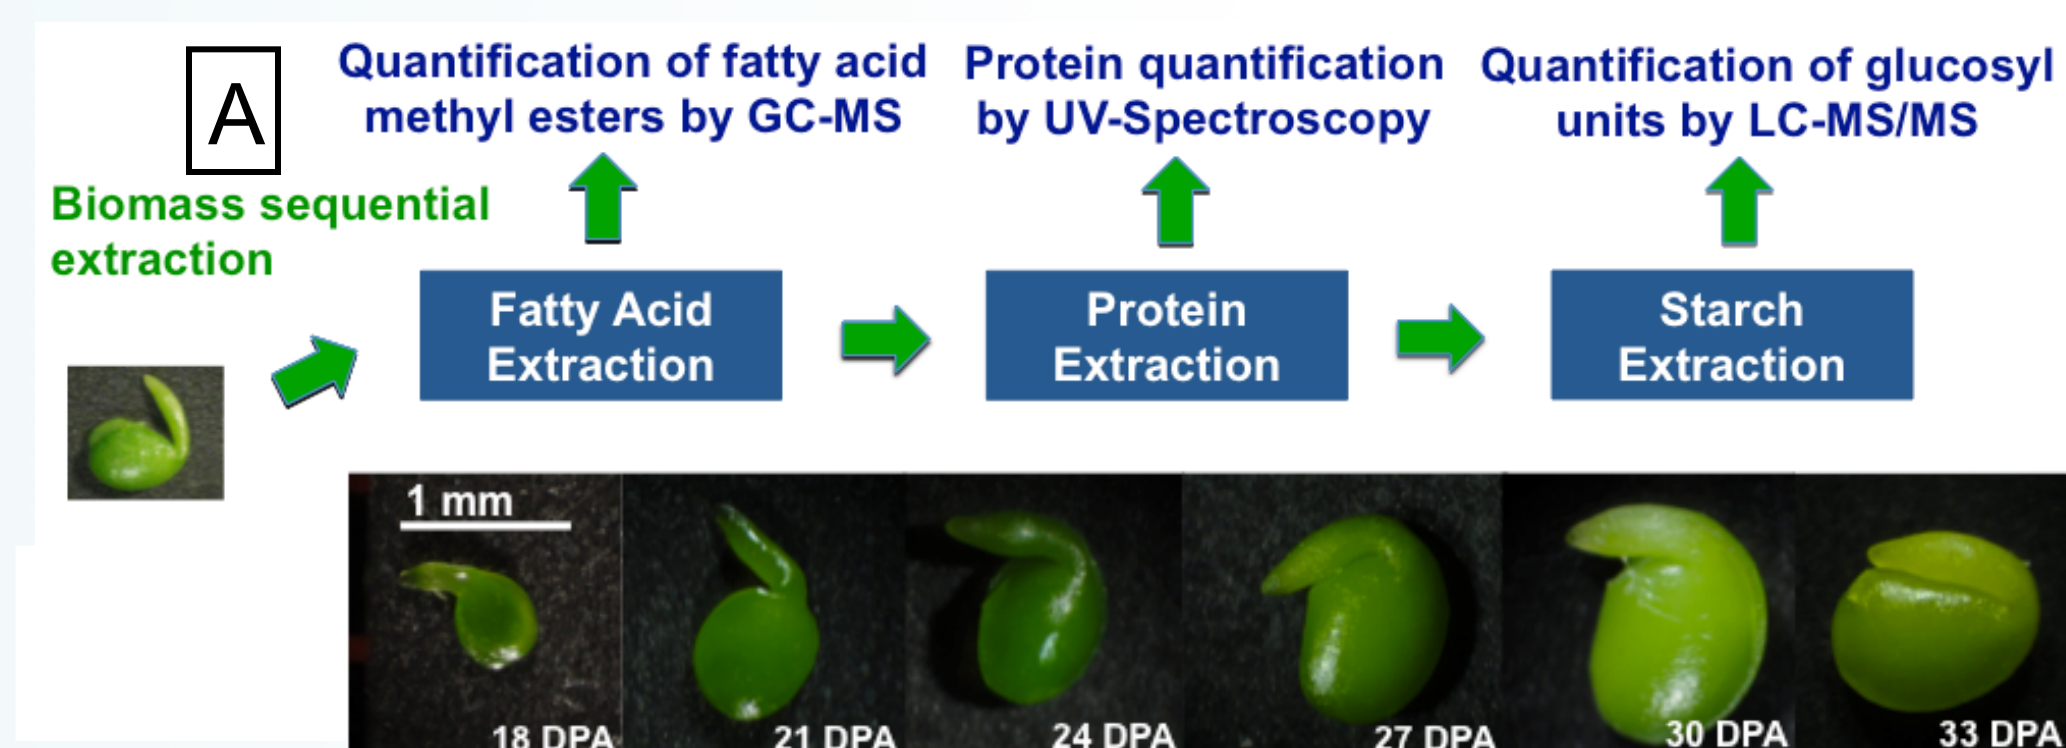 A
Quantification of fatty acid
methyl esters by GC-MS
Protein quantification
by UV-Spectroscopy
Quantification of glucosyl
units by LC-MS/MS
Biomass sequential
extraction
Fatty Acid
Extraction
Protein
Extraction
Starch
Extraction
1 mm
18 DPA
21 DPA
24 DPA
27 DPA
30 DPA
33 DPA